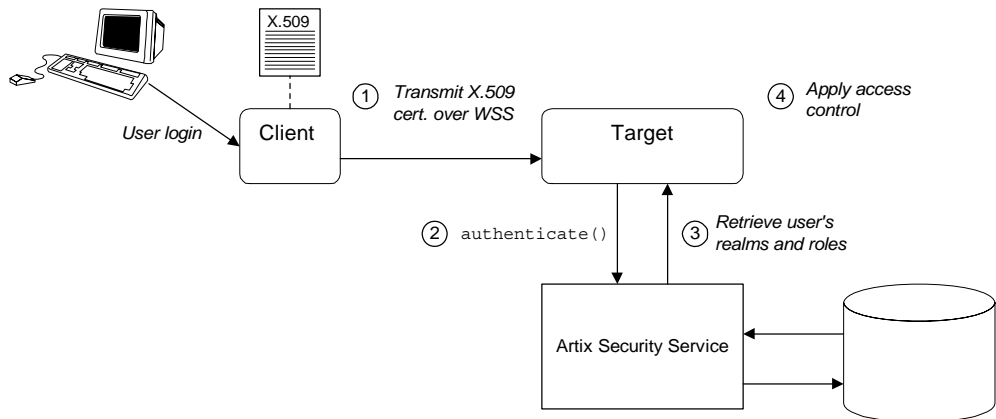 X.509
User login
Client
1
Transmit X.509
cert. over WSS
Target
4
Apply access
control
2
authenticate()
3
Retrieve user's
realms and roles
Artix Security Service